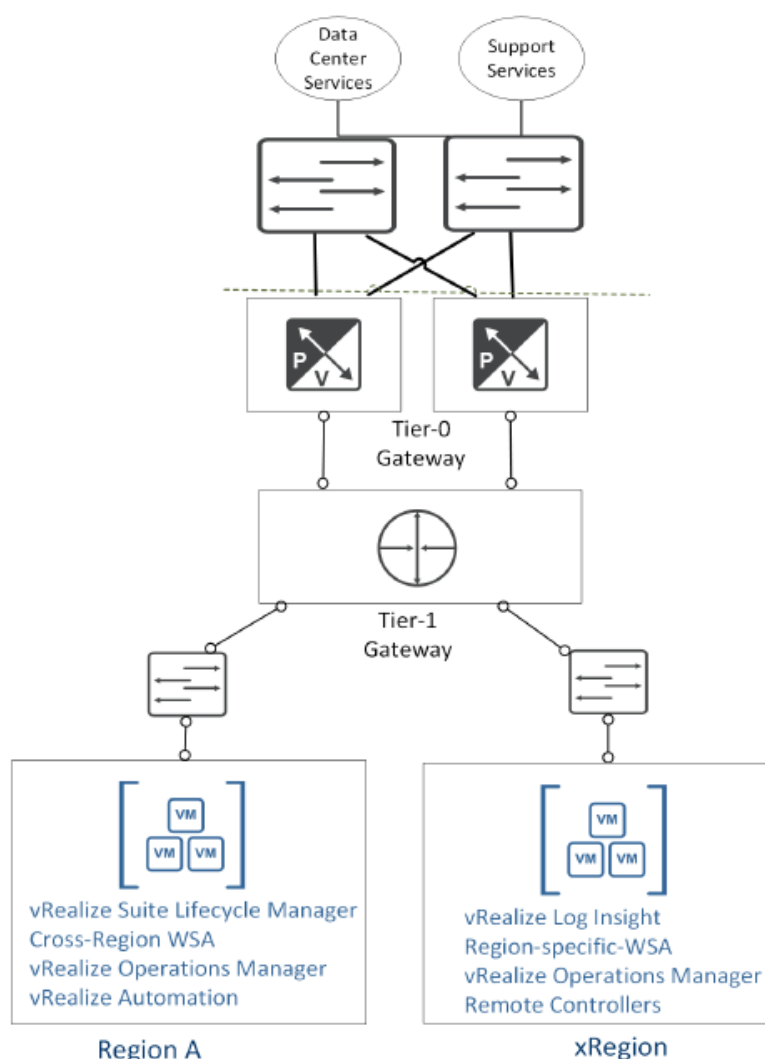 Data
Center
Services
Support
Services
P
V
P
V
Tier-0
Gateway
Tier-1
Gateway
VM
VM VM
vRealize Suite Lifecycle Manager
Cross-Region WSA
vRealize Operations Manager
vRealize Automation
Region A
VM
VM VM
vRealize Log Insight
Region-specific-WSA
vRealize Operations Manager
Remote Controllers
xRegion